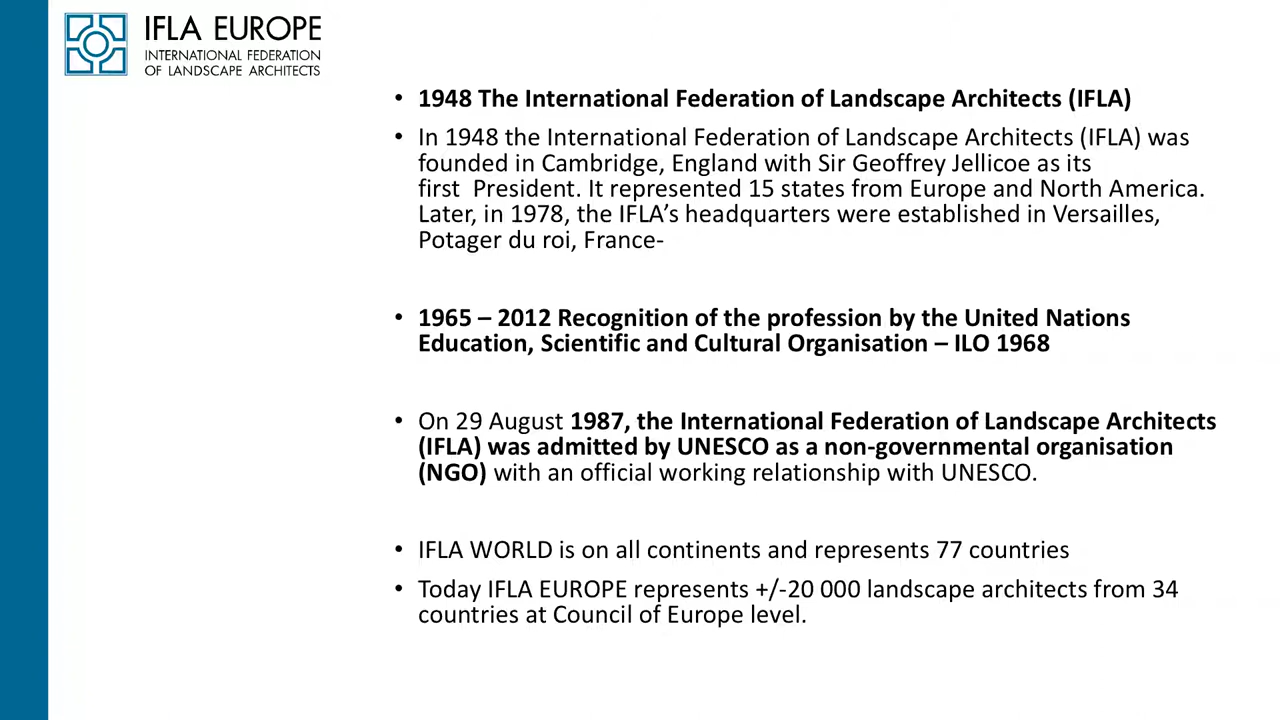 IFLA EUROPE
INTERNATIONAL FEDERATION
OF LANDSCAPE ARCHITECTS
• 1948 The International Federation of Landscape Architects (IFLA)
• In 1948 the International Federation of Landscape Architects (IFLA) was
founded in Cambridge, England with Sir Geoffrey Jellicoe as its
first  President. It represented 15 states from Europe and North America.
Later, in 1978, the IFLA’s headquarters were established in Versailles,
Potager du roi, France-
• 1965 – 2012 Recognition of the profession by the United Nations
Education, Scientific and Cultural Organisation – ILO 1968
• On 29 August 1987, the International Federation of Landscape Architects
(IFLA) was admitted by UNESCO as a non-governmental organisation
(NGO) with an official working relationship with UNESCO.
• IFLA WORLD is on all continents and represents 77 countries
• Today IFLA EUROPE represents +/-20 000 landscape architects from 34
countries at Council of Europe level.